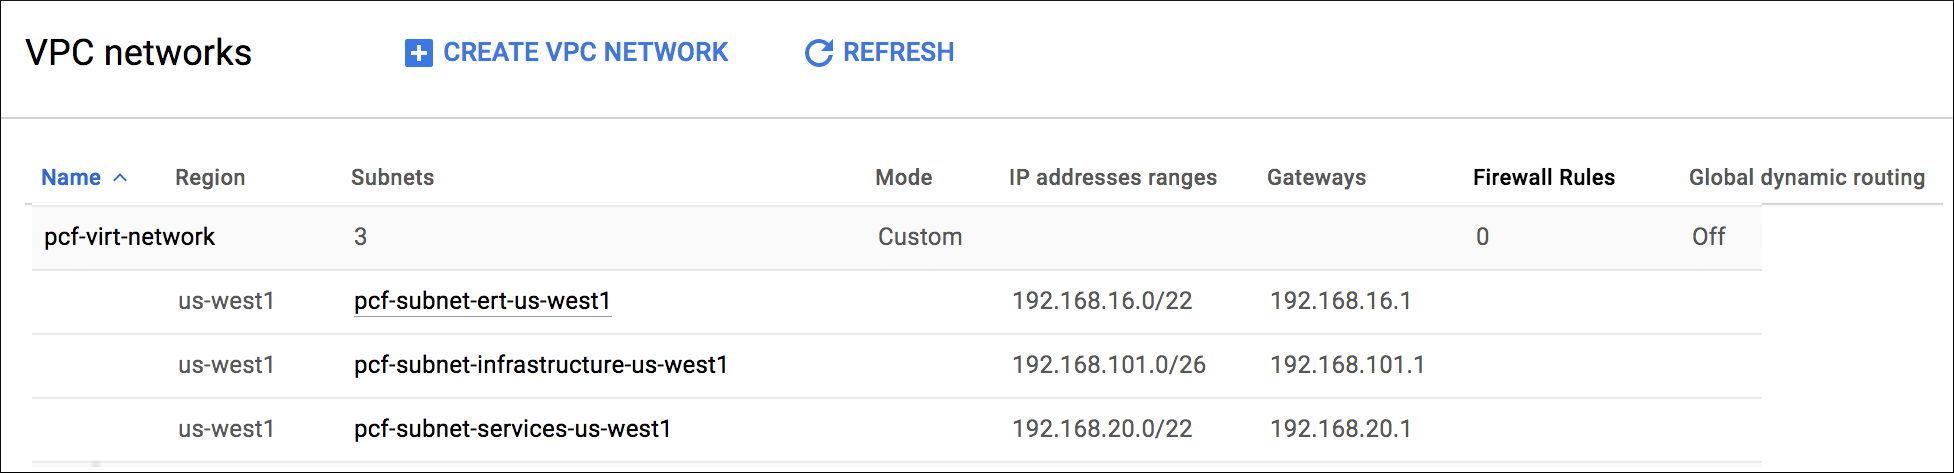 VPC networks CREATE VPC NETWORK REFRESH
Name Region Subnets Mode IP addresses ranges Gateways Firewall Rules Global dynamic routing
pcf-virt-network 3 Custom 0 Off
us-west1 pcf-subnet-ert-us-west1 192.168.16.0/22 192.168.16.1
us-west1 pcf-subnet-infrastructure-us-west1 192.168.101.0/26 192.168.101.1
us-west1 pcf-subnet-services-us-west1 192.168.20.0/22 192.168.20.1